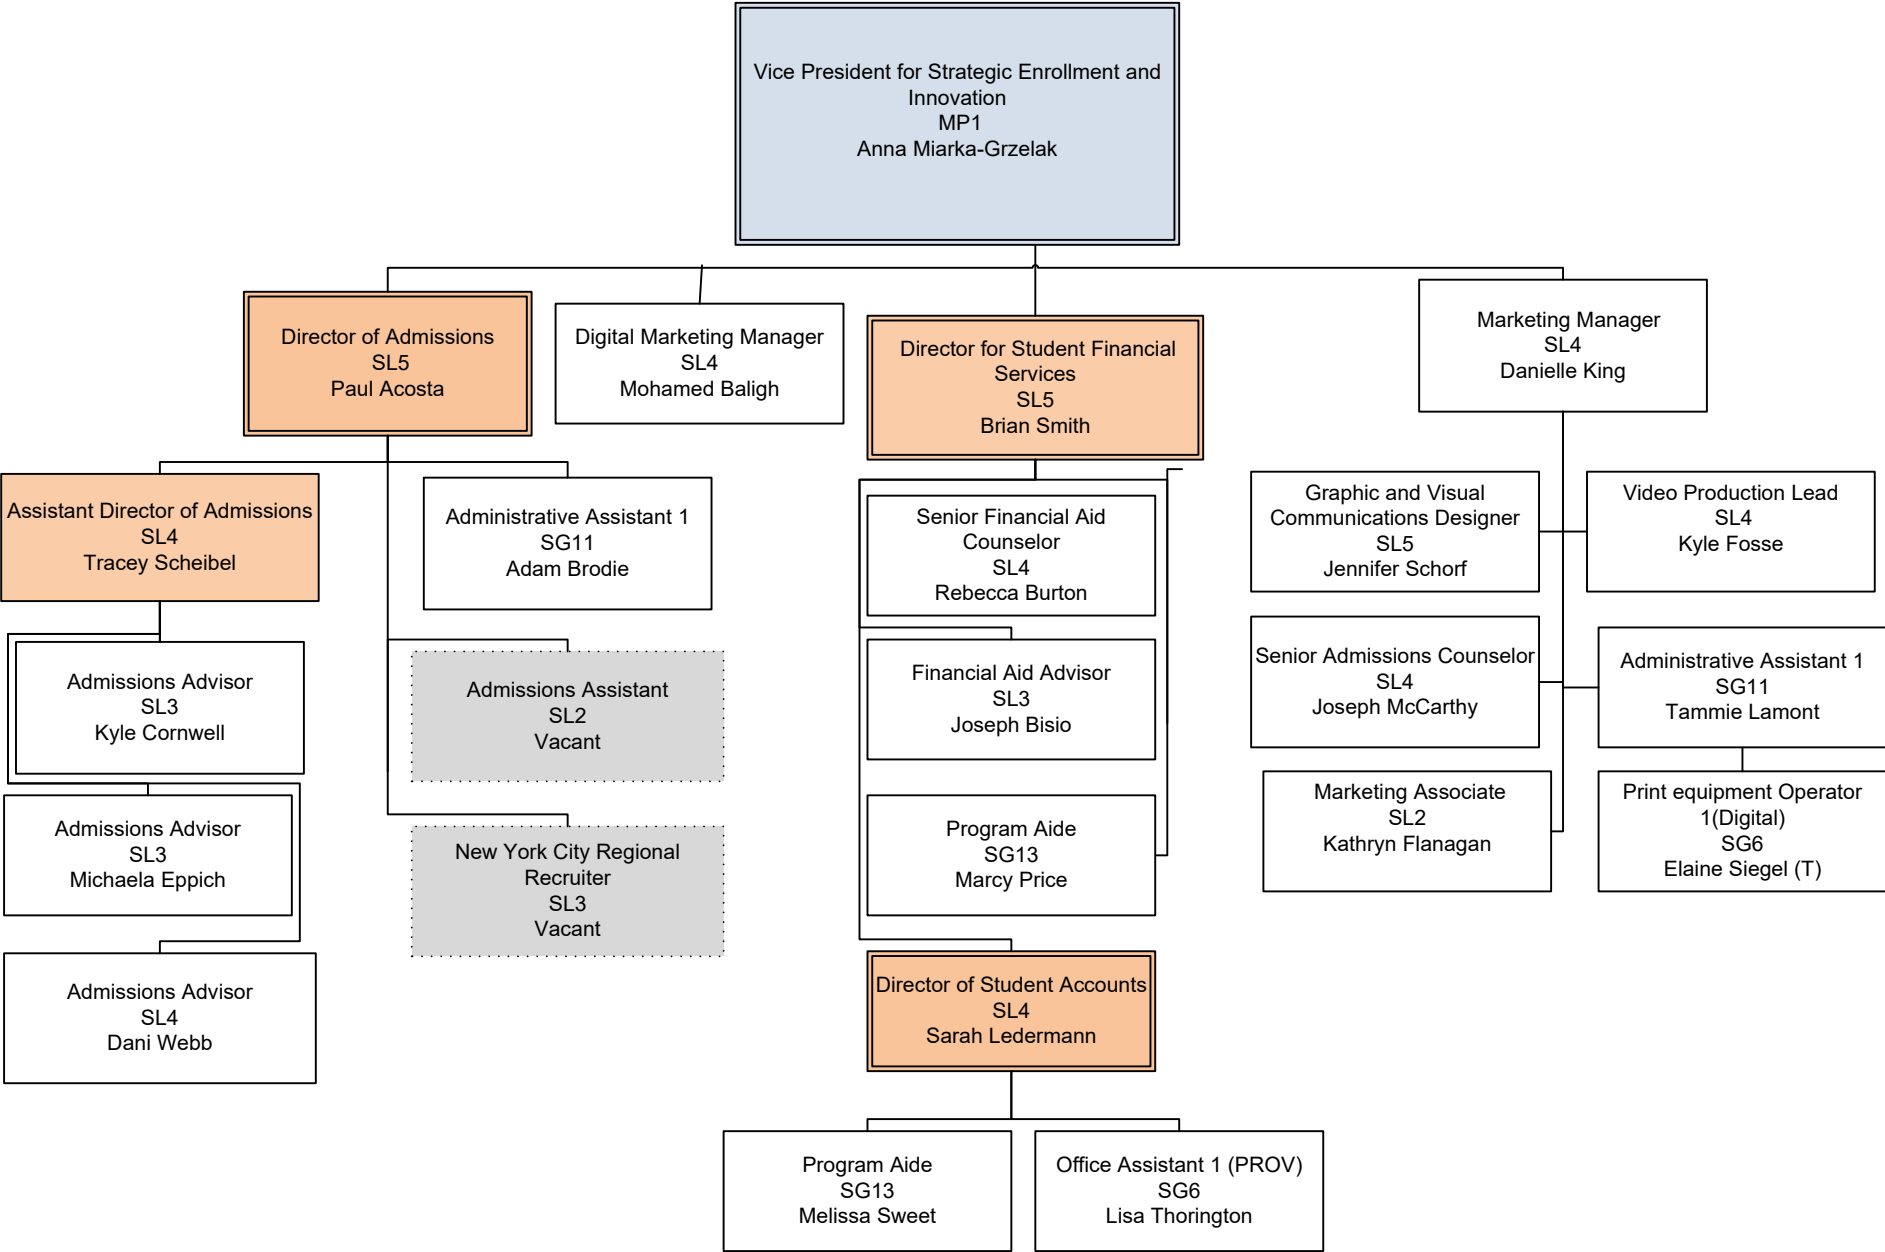 Vice President for Strategic Enrollment and
Innovation
MP1
Anna Miarka-Grzelak
Director of Admissions
SL5
Paul Acosta
Digital Marketing Manager
SL4
Mohamed Baligh
Director for Student Financial
Services
SL5
Brian Smith
Marketing Manager
SL4
Danielle King
Assistant Director of Admissions
SL4
Tracey Scheibel
Administrative Assistant 1
SG11
Adam Brodie
Senior Financial Aid
Counselor
SL4
Rebecca Burton
Graphic and Visual
Communications Designer
SL5
Jennifer Schorf
Video Production Lead
SL4
Kyle Fosse
Admissions Advisor
SL3
Kyle Cornwell
Admissions Assistant
SL2
Vacant
Financial Aid Advisor
SL3
Joseph Bisio
Senior Admissions Counselor
SL4
Joseph McCarthy
Administrative Assistant 1
SG11
Tammie Lamont
Admissions Advisor
SL3
Michaela Eppich
New York City Regional
Recruiter
SL3
Vacant
Program Aide
SG13
Marcy Price
Marketing Associate
SL2
Kathryn Flanagan
Print equipment Operator
1(Digital)
SG6
Elaine Siegel (T)
Admissions Advisor
SL4
Dani Webb
Director of Student Accounts
SL4
Sarah Ledermann
Program Aide
SG13
Melissa Sweet
Office Assistant 1 (PROV)
SG6
Lisa Thorington